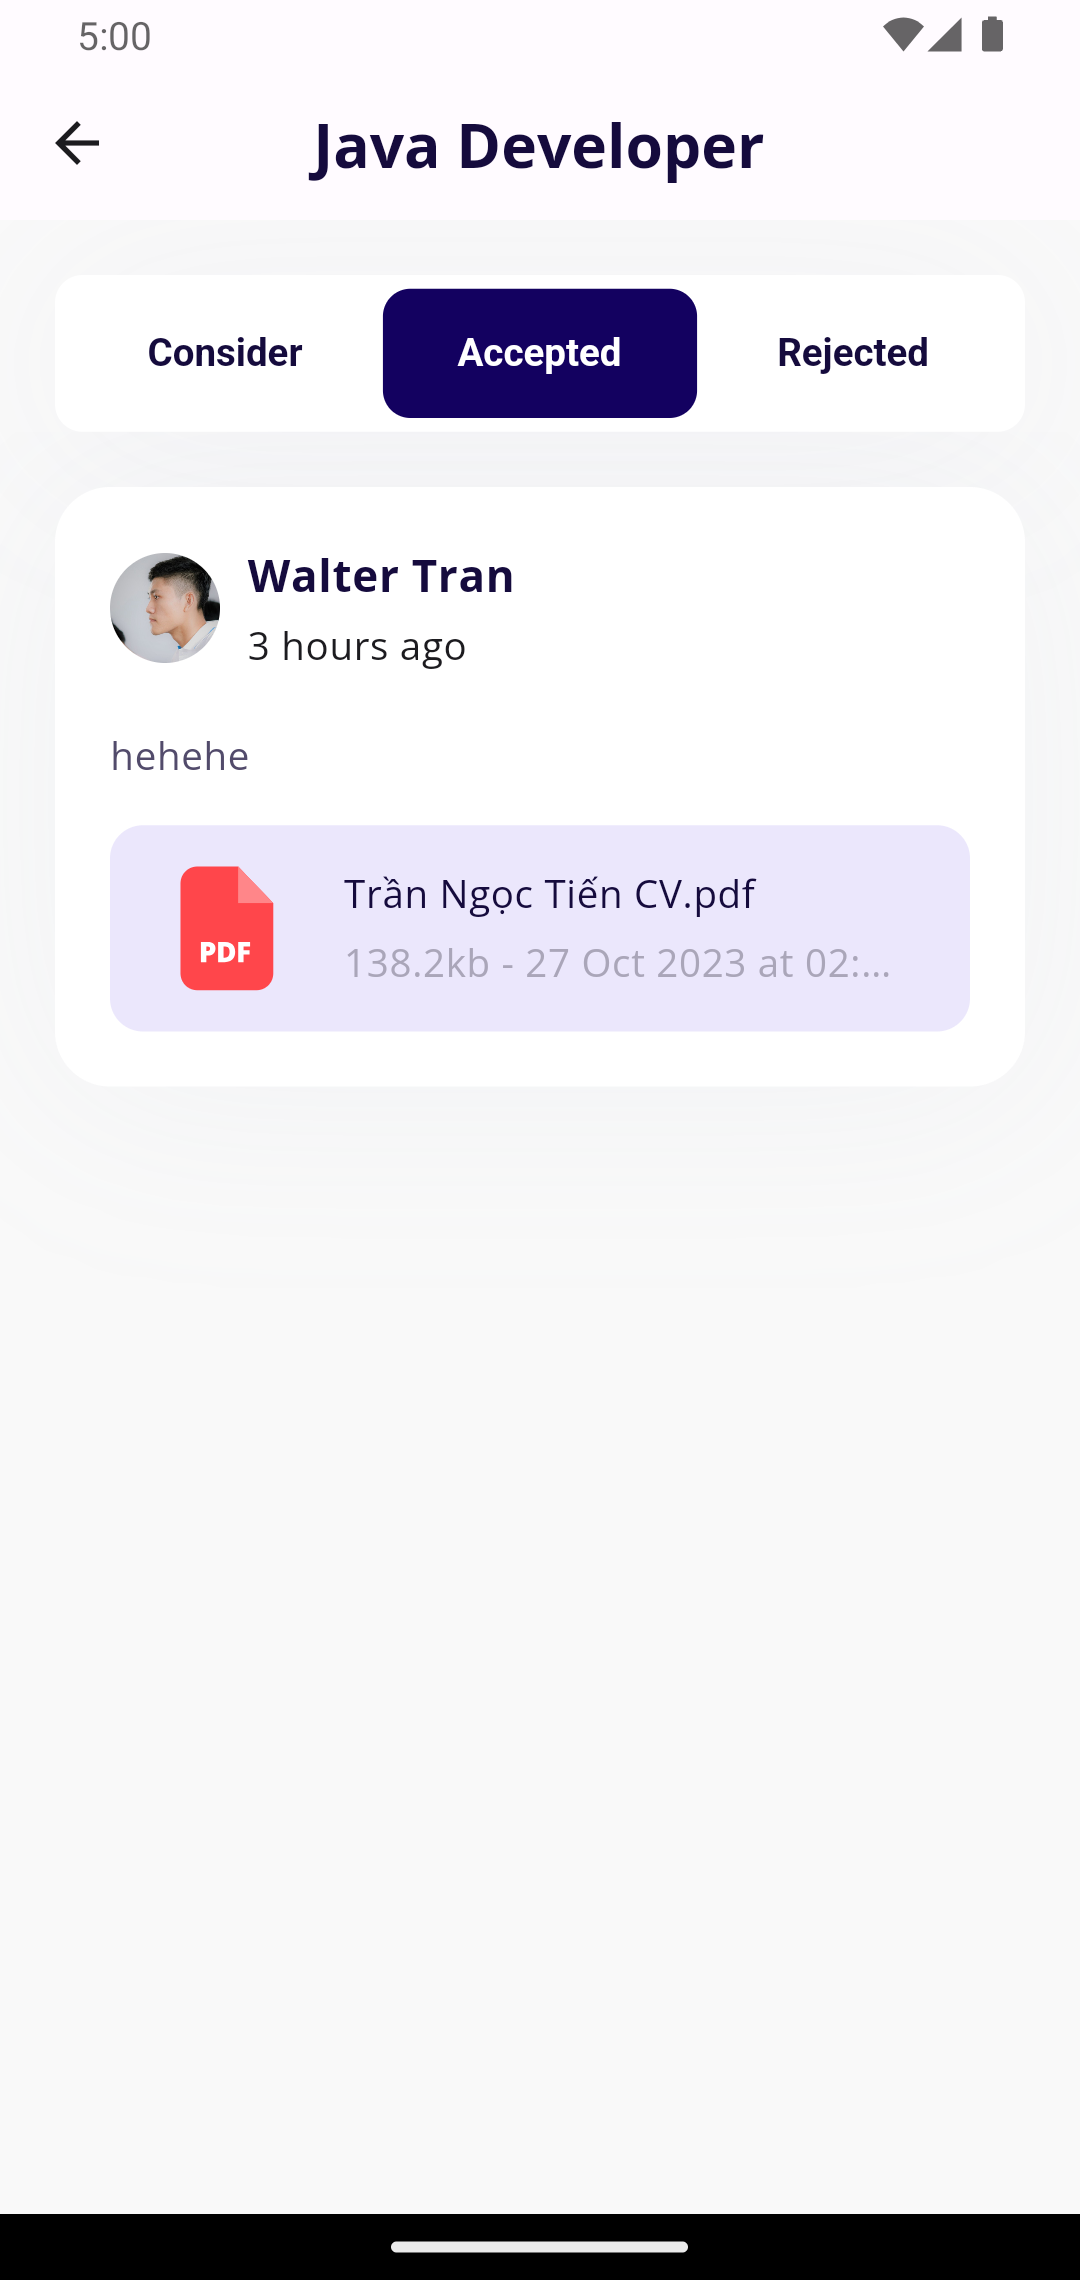 5:00
Java Developer
Consider Accepted Rejected
Walter Tran
3 hours ago
hehehe
Trần Ngọc Tiến CV.pdf
PDF
138.2kb - 27 Oct 2023 at 02:...